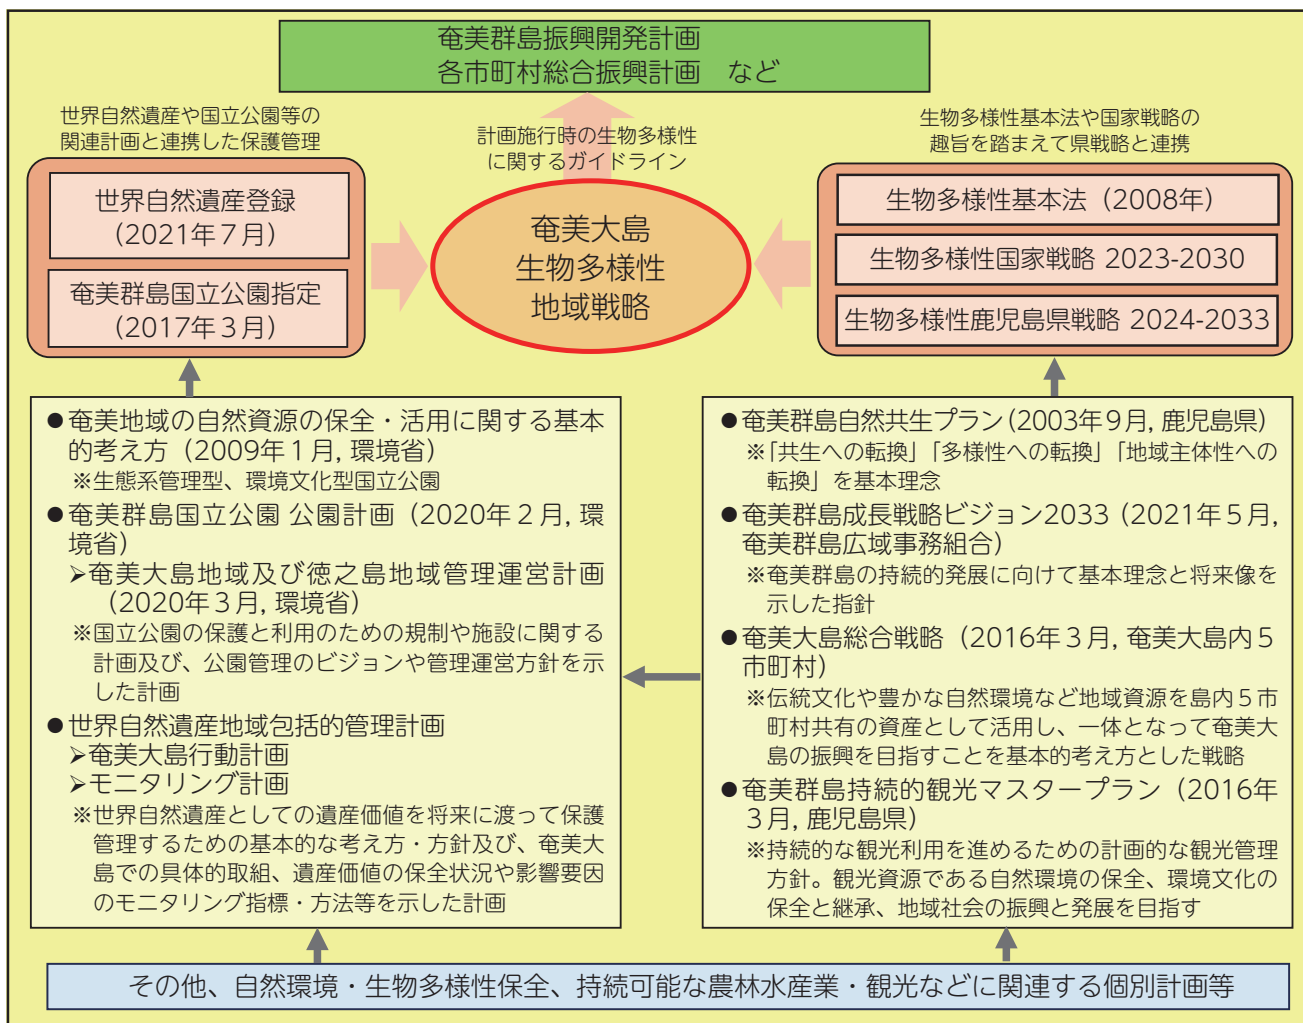 奄美群島振興開発計画
各市町村総合振興計画　など
世界自然遺産や国立公園等の
関連計画と連携した保護管理
計画施行時の生物多様性
に関するガイドライン
生物多様性基本法や国家戦略の
趣旨を踏まえて県戦略と連携
世界自然遺産登録
（2021年７月）
奄美群島国立公園指定
（2017年３月）
奄美大島
生物多様性
地域戦略
生物多様性基本法（2008年）
生物多様性国家戦略 2023-2030
生物多様性鹿児島県戦略 2024-2033
●奄美地域の自然資源の保全・活用に関する基本
的考え方（2009年１月, 環境省）
※生態系管理型、環境文化型国立公園
●奄美群島国立公園 公園計画（2020年２月, 環
境省）
➢奄美大島地域及び徳之島地域管理運営計画
（2020年３月, 環境省）
※国立公園の保護と利用のための規制や施設に関する
計画及び、公園管理のビジョンや管理運営方針を示
した計画
●世界自然遺産地域包括的管理計画
➢奄美大島行動計画
➢モニタリング計画
※世界自然遺産としての遺産価値を将来に渡って保護
管理するための基本的な考え方・方針及び、奄美大
島での具体的取組、遺産価値の保全状況や影響要因
のモニタリング指標・方法等を示した計画
●奄美群島自然共生プラン（2003年９月, 鹿児島県）
※「共生への転換」「多様性への転換」「地域主体性への
転換」を基本理念
●奄美群島成長戦略ビジョン2033（2021年５月,
奄美群島広域事務組合）
※奄美群島の持続的発展に向けて基本理念と将来像を
示した指針
●奄美大島総合戦略（2016年３月, 奄美大島内５
市町村）
※伝統文化や豊かな自然環境など地域資源を島内５市
町村共有の資産として活用し、一体となって奄美大
島の振興を目指すことを基本的考え方とした戦略
●奄美群島持続的観光マスタープラン（2016年
３月, 鹿児島県）
※持続的な観光利用を進めるための計画的な観光管理
方針。観光資源である自然環境の保全、環境文化の
保全と継承、地域社会の振興と発展を目指す
その他、自然環境・生物多様性保全、持続可能な農林水産業・観光などに関連する個別計画等